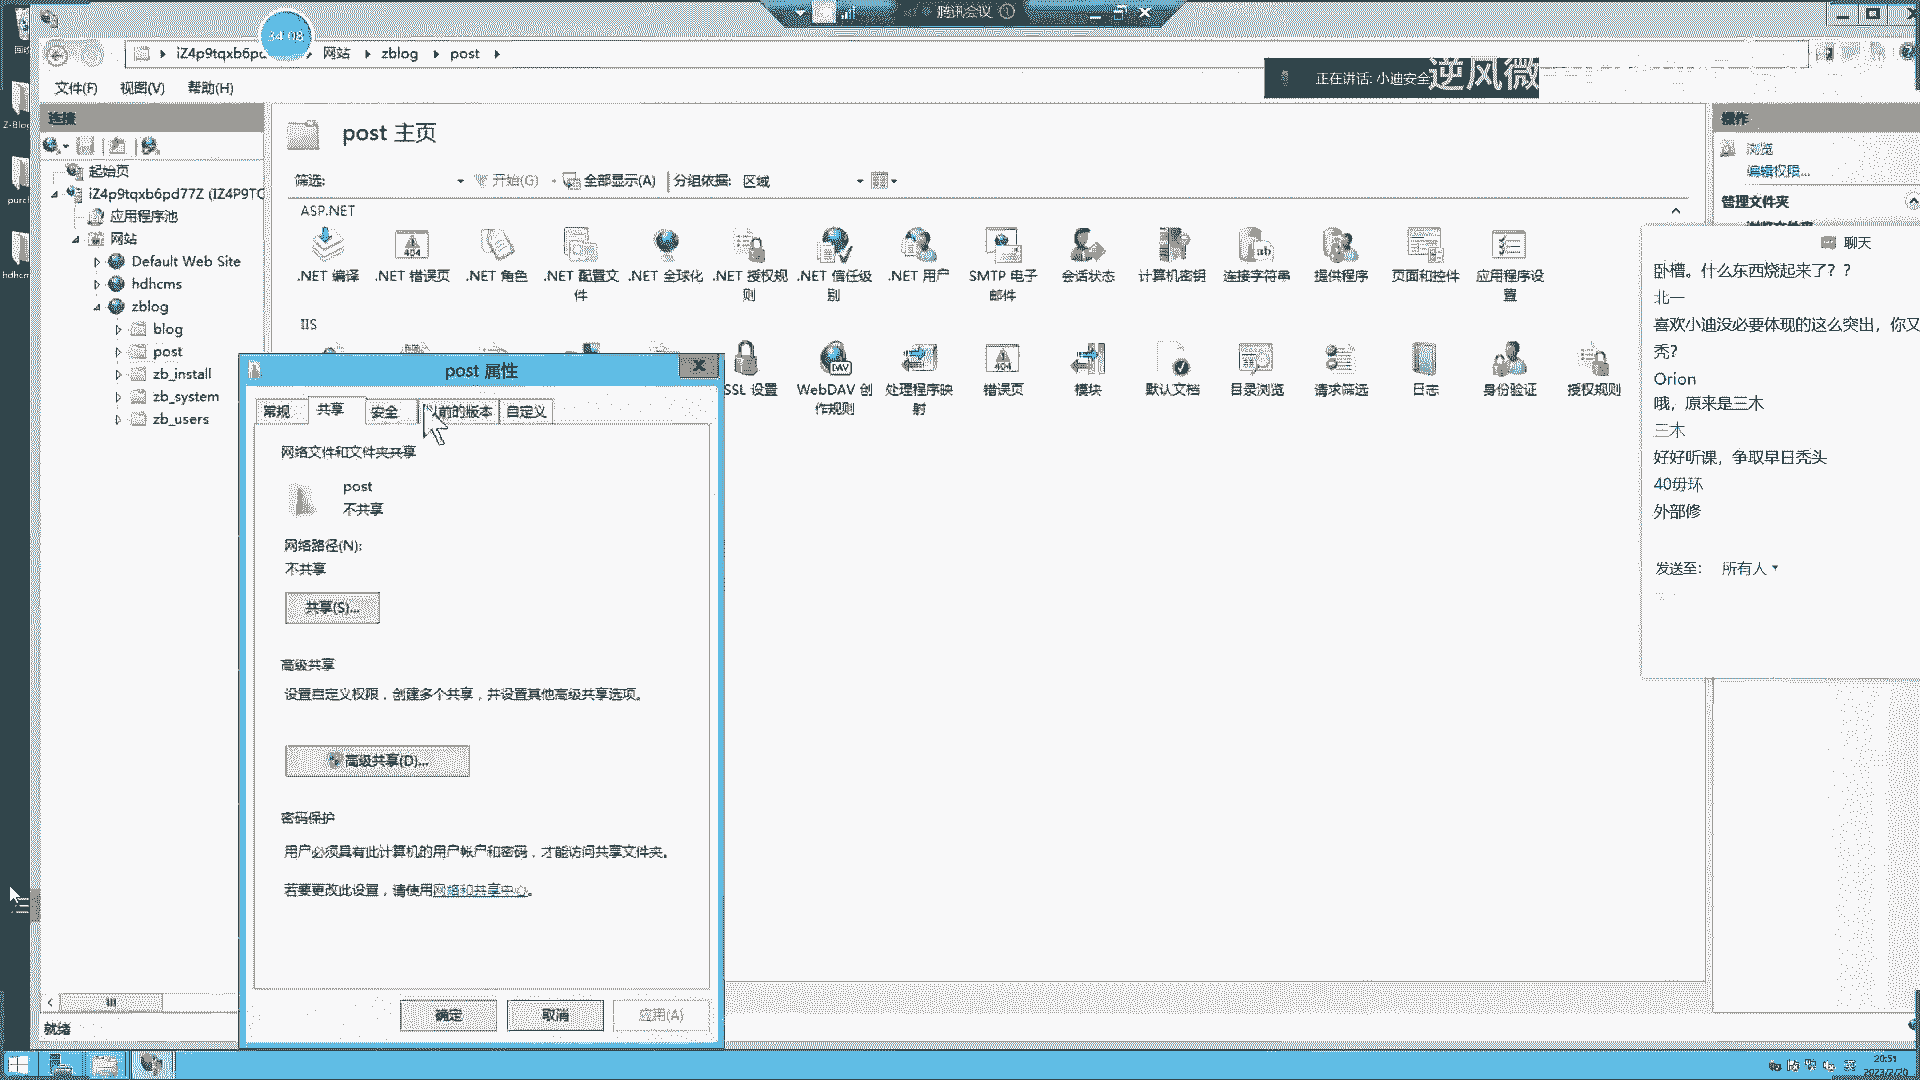 34:08
腾讯会议
网站
zblog
post
正在讲话: 小迪安全
逆风微
文件(F)
视图(V)
帮助(H)
连接
起始页
iZ4p9tqxb6pd77Z (IZ4P9TC
应用程序池
网站
Default Web Site
hdhcms
zblog
blog
post
zb_install
zb_system
zb_users
就绪
post 主页
筛选:
开始(G)
全部显示(A)
分组依据:
区域
ASP.NET
.NET 编译
.NET 错误页
.NET 角色
.NET 配置文件
.NET 全球化
.NET 授权规则
.NET 信任级别
.NET 用户
SMTP 电子邮件
会话状态
计算机密钥
连接字符串
提供程序
页面和控件
应用程序设置
IIS
SSL 设置
WebDAV 创作规则
处理程序映射
错误页
模块
默认文档
目录浏览
请求筛选
日志
身份验证
授权规则
post 属性
常规
共享
安全
前的版本
自定义
网络文件和文件夹共享
post
不共享
网络路径(N):
不共享
共享(S)...
高级共享
设置自定义权限，创建多个共享，并设置其他高级共享选项。
高级共享(D)...
密码保护
用户必须具有此计算机的用户帐户和密码，才能访问共享文件夹。
若要更改此设置，请使用网络和共享中心。
确定
取消
应用(A)
操作
浏览
编辑权限...
管理文件夹
聊天
卧槽。什么东西烧起来了？？
北一
喜欢小迪没必要体现的这么突出，你又
秃?
Orion
哦，原来是三木
三木
好好听课，争取早日秃头
40毋环
外部修
发送至:
所有人
20:51
2023/2/20